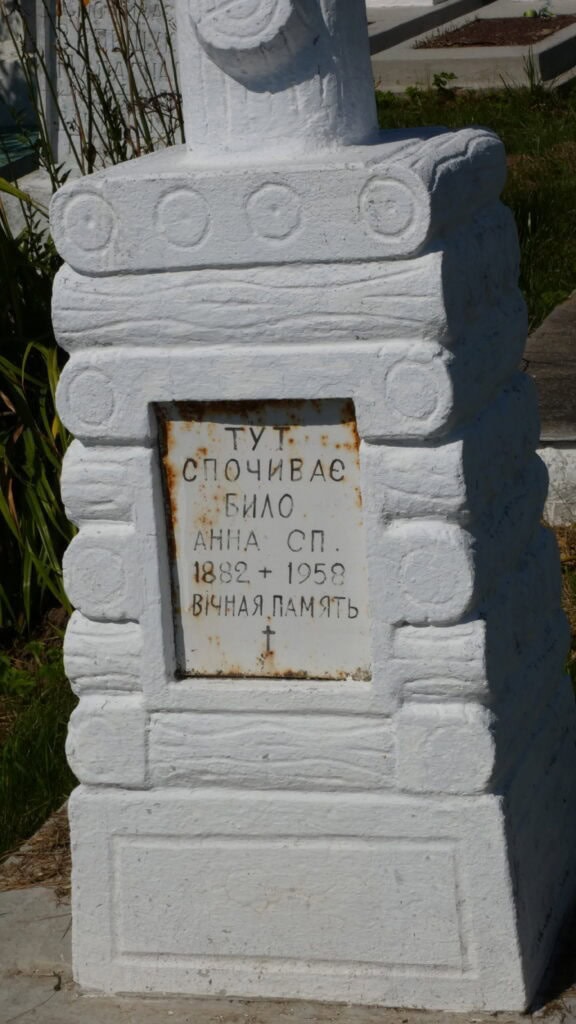 ТУТ
СПОЧИВАЄ
БИЛО
АННА СП.
1882 + 1958
ВІЧНАЯ ПАМЯТЬ